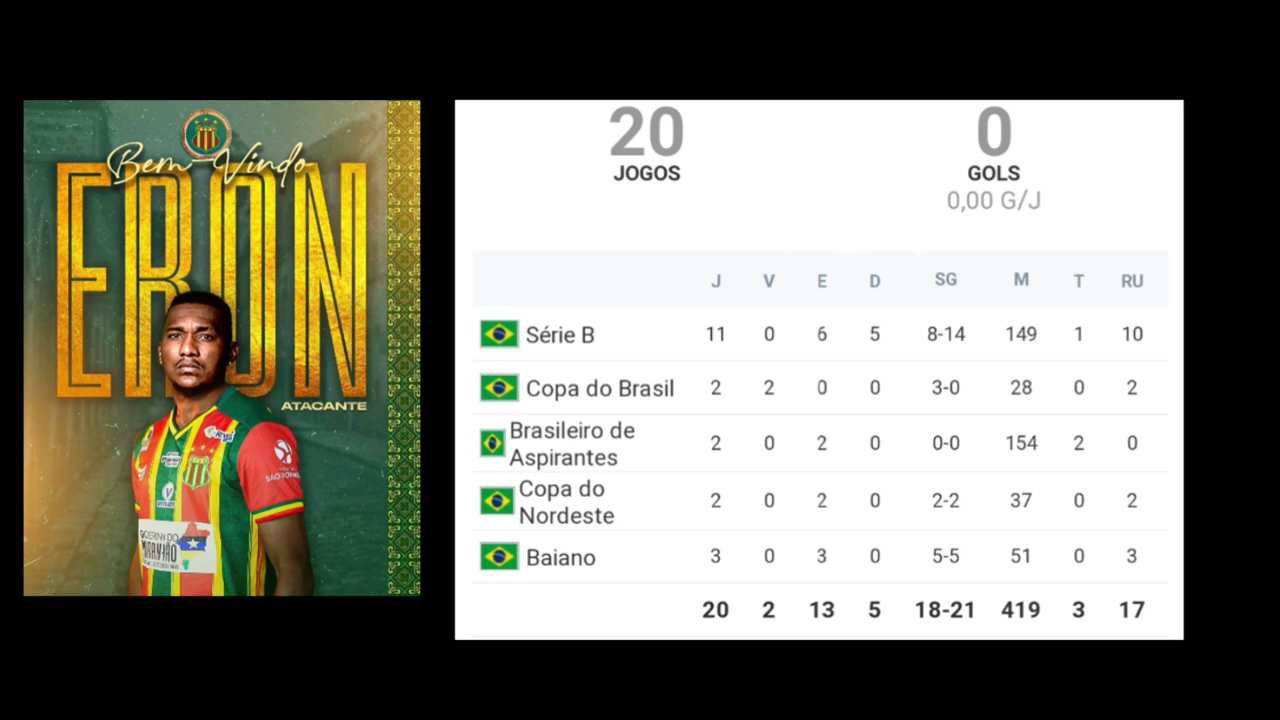 Bem-Vindo
ERON
ATACANTE
GOVERNO DO
MARANHÃO
20
JOGOS
0
GOLS
0,00 G/J
J V E D SG M T RU
Série B 11 0 6 5 8-14 149 1 10
Copa do Brasil 2 2 0 0 3-0 28 0 2
Brasileiro de
Aspirantes 2 0 2 0 0-0 154 2 0
Copa do
Nordeste 2 0 2 0 2-2 37 0 2
Baiano 3 0 3 0 5-5 51 0 3
20 2 13 5 18-21 419 3 17